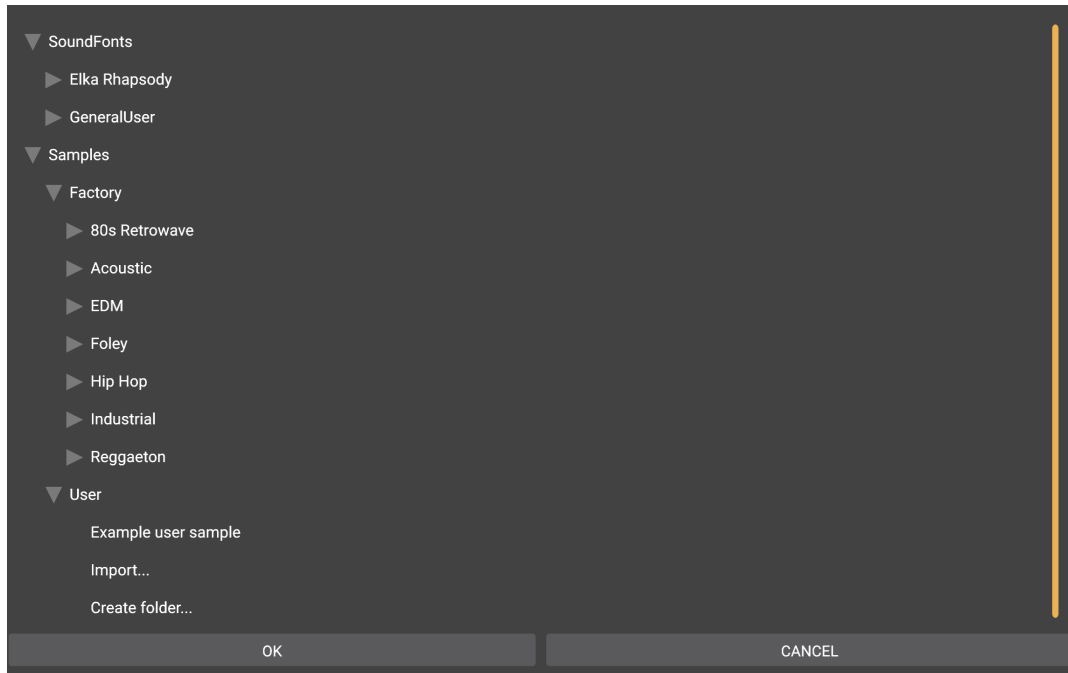 SoundFonts
Elka Rhapsody
GeneralUser
Samples
Factory
80s Retrowave
Acoustic
EDM
Foley
Hip Hop
Industrial
Reggaeton
User
Example user sample
Import...
Create folder...
OK CANCEL